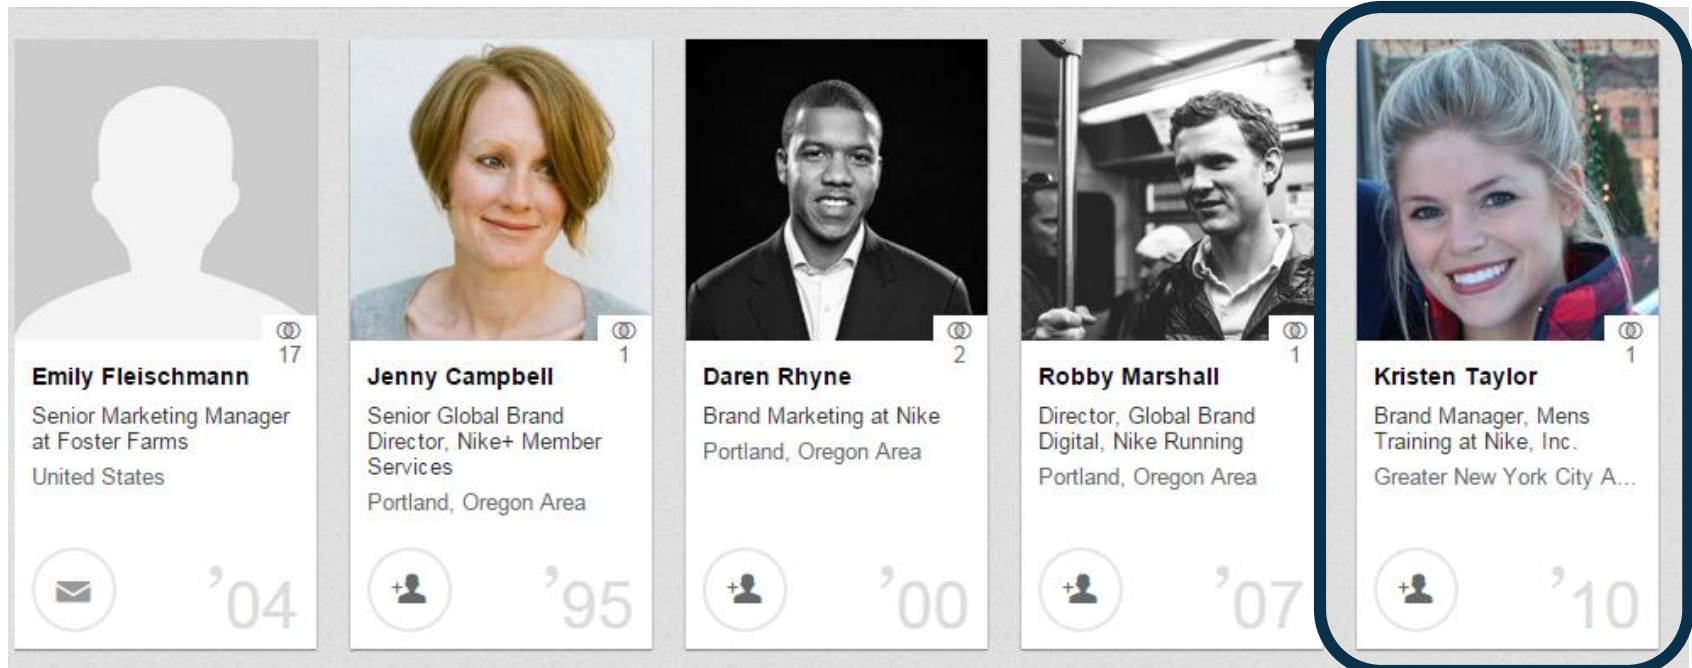 17
Emily Fleischmann
Senior Marketing Manager
at Foster Farms
United States
'04
1
Jenny Campbell
Senior Global Brand
Director, Nike+ Member
Services
Portland, Oregon Area
'95
2
Daren Rhyne
Brand Marketing at Nike
Portland, Oregon Area
'00
1
Robby Marshall
Director, Global Brand
Digital, Nike Running
Portland, Oregon Area
'07
1
Kristen Taylor
Brand Manager, Mens
Training at Nike, Inc.
Greater New York City A...
'10